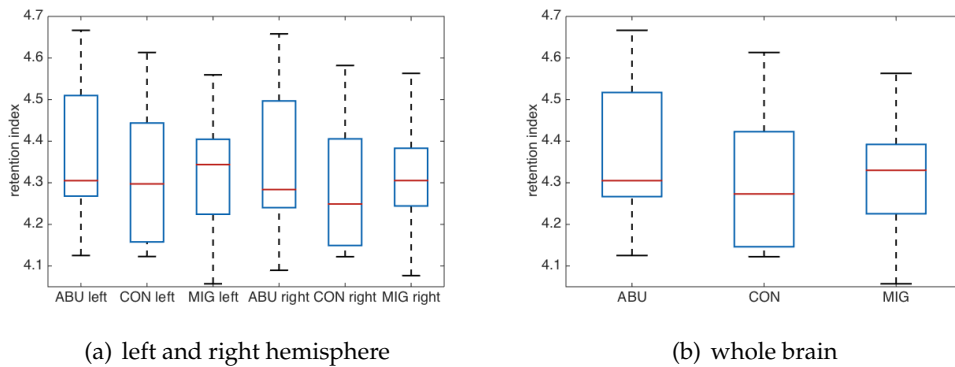 4.7
4.6
4.5
4.4
4.3
4.2
4.1
retention index
ABU left CON left MIG left ABU right CON right MIG right
(a) left and right hemisphere
4.7
4.6
4.5
4.4
4.3
4.2
4.1
retention index
ABU CON MIG
(b) whole brain